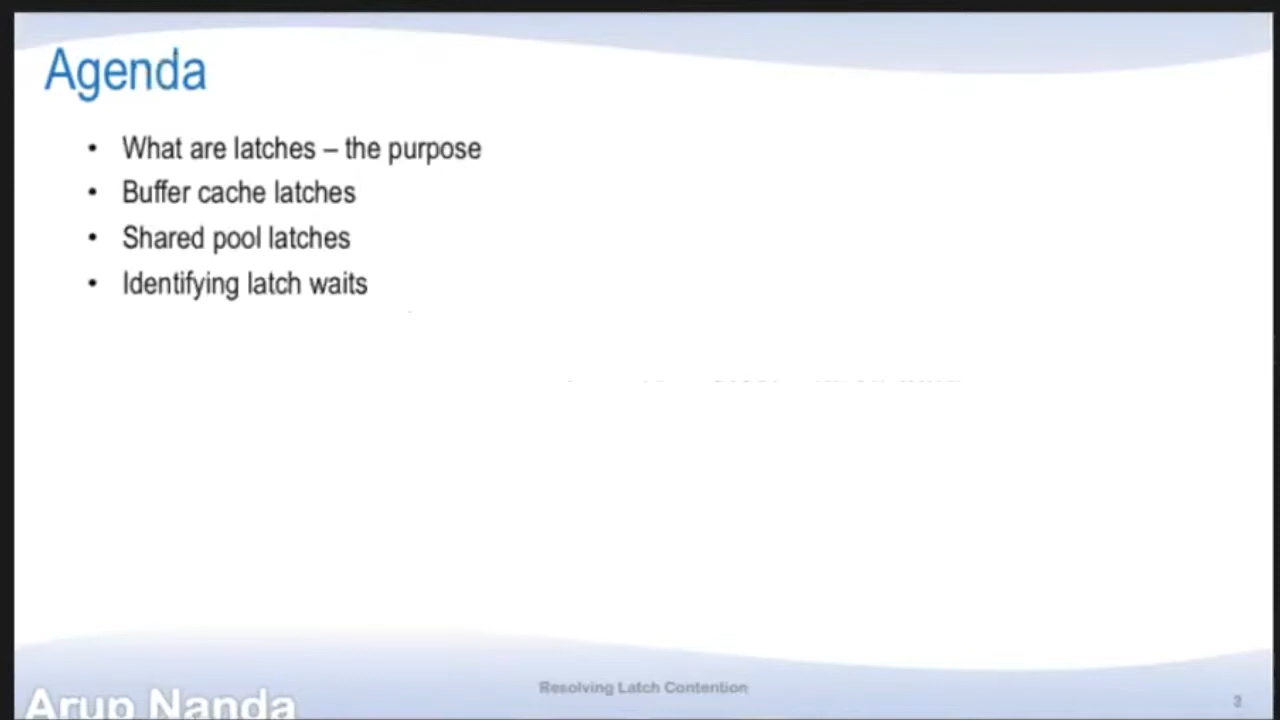 Agenda
• What are latches – the purpose
• Buffer cache latches
• Shared pool latches
• Identifying latch waits
Resolving Latch Contention
Arup Nanda